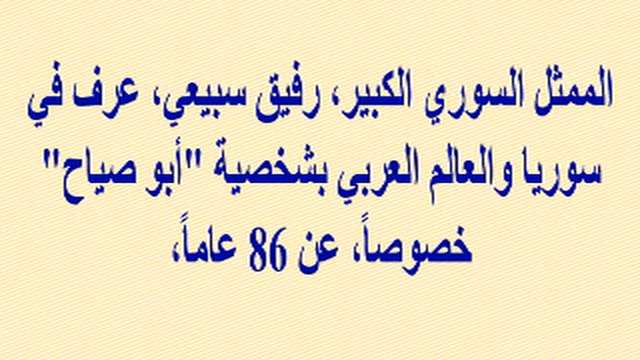 الممثل السوري الكبير، رفيق سبيعي، عرف في
سوريا والعالم العربي بشخصية "أبو صياح"
خصوصاً، عن 86 عاماً،